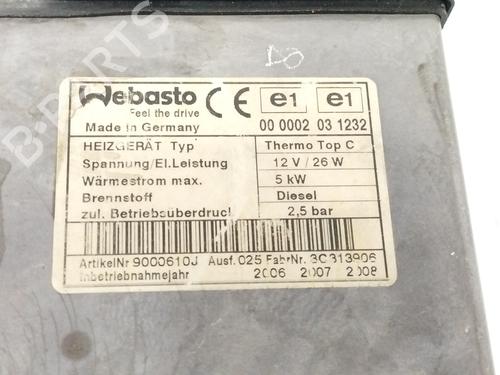 Webasto CE e1 e1
Feel the drive
Made in Germany 00 0002 03 1232
HEIZGERÄT Typ Thermo Top C
Spannung/El.Leistung 12 V / 26 W
Wärmestrom max. 5 kW
Brennstoff Diesel
zul. Betriebsüberdruck 2,5 bar
ArtikelNr 9000610J Ausf. 025 FabrNr. 3C313906
Inbetriebnahmejahr 2006 2007 2008